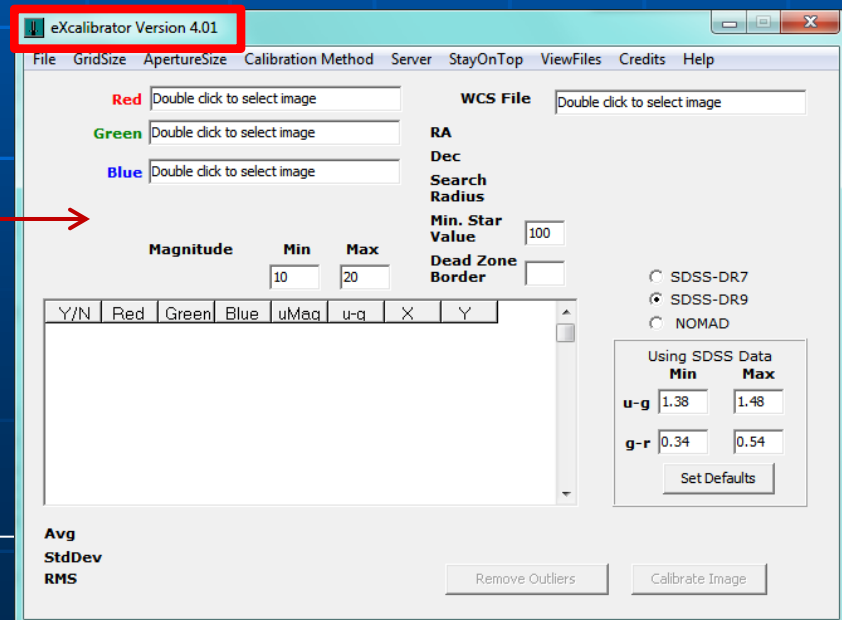 eXcalibrator Version 4.01
File GridSize ApertureSize Calibration Method Server StayOnTop ViewFiles Credits Help
Red Double click to select image
WCS File Double click to select image
Green Double click to select image
RA
Dec
Blue Double click to select image
Search Radius
Min. Star Value 100
Magnitude Min Max
10 20
Dead Zone Border
SDSS-DR7
SDSS-DR9
NOMAD
Y/N Red Green Blue uMag u-g X Y
Using SDSS Data
Min Max
u-g 1.38 1.48
g-r 0.34 0.54
Set Defaults
Avg
StdDev
RMS
Remove Outliers Calibrate Image